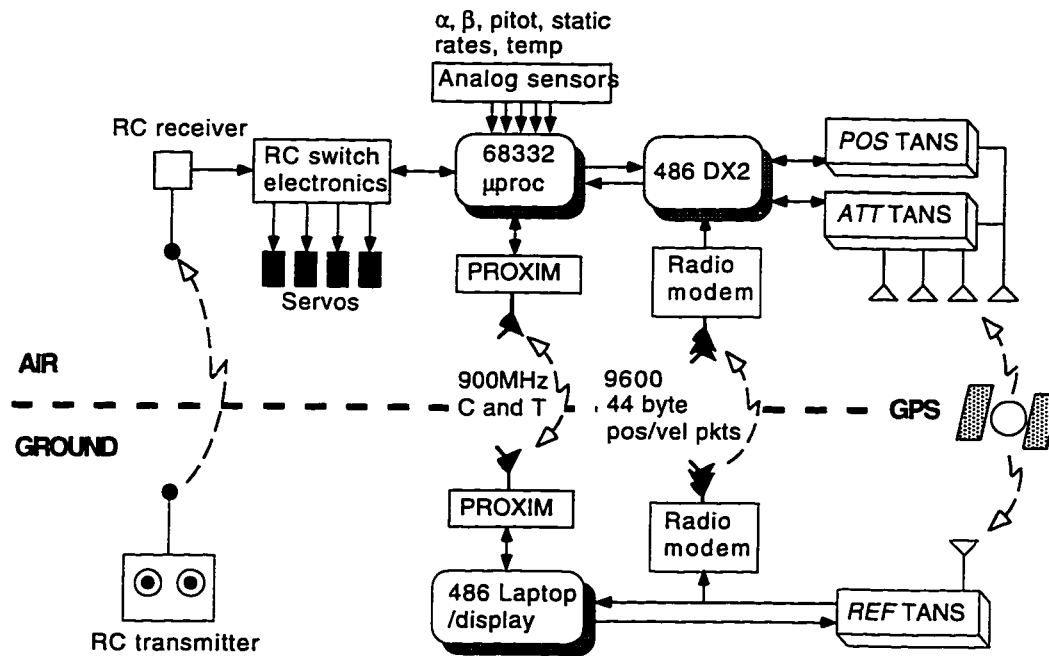 α, β, pitot, static
rates, temp
Analog sensors
RC receiver
RC switch
electronics
68332
μproc
486 DX2
POS TANS
ATT TANS
PROXIM
Radio
modem
Servos
AIR
900MHz
C and T
9600
44 byte
pos/vel pkts
GPS
GROUND
PROXIM
Radio
modem
486 Laptop
/display
REF TANS
RC transmitter